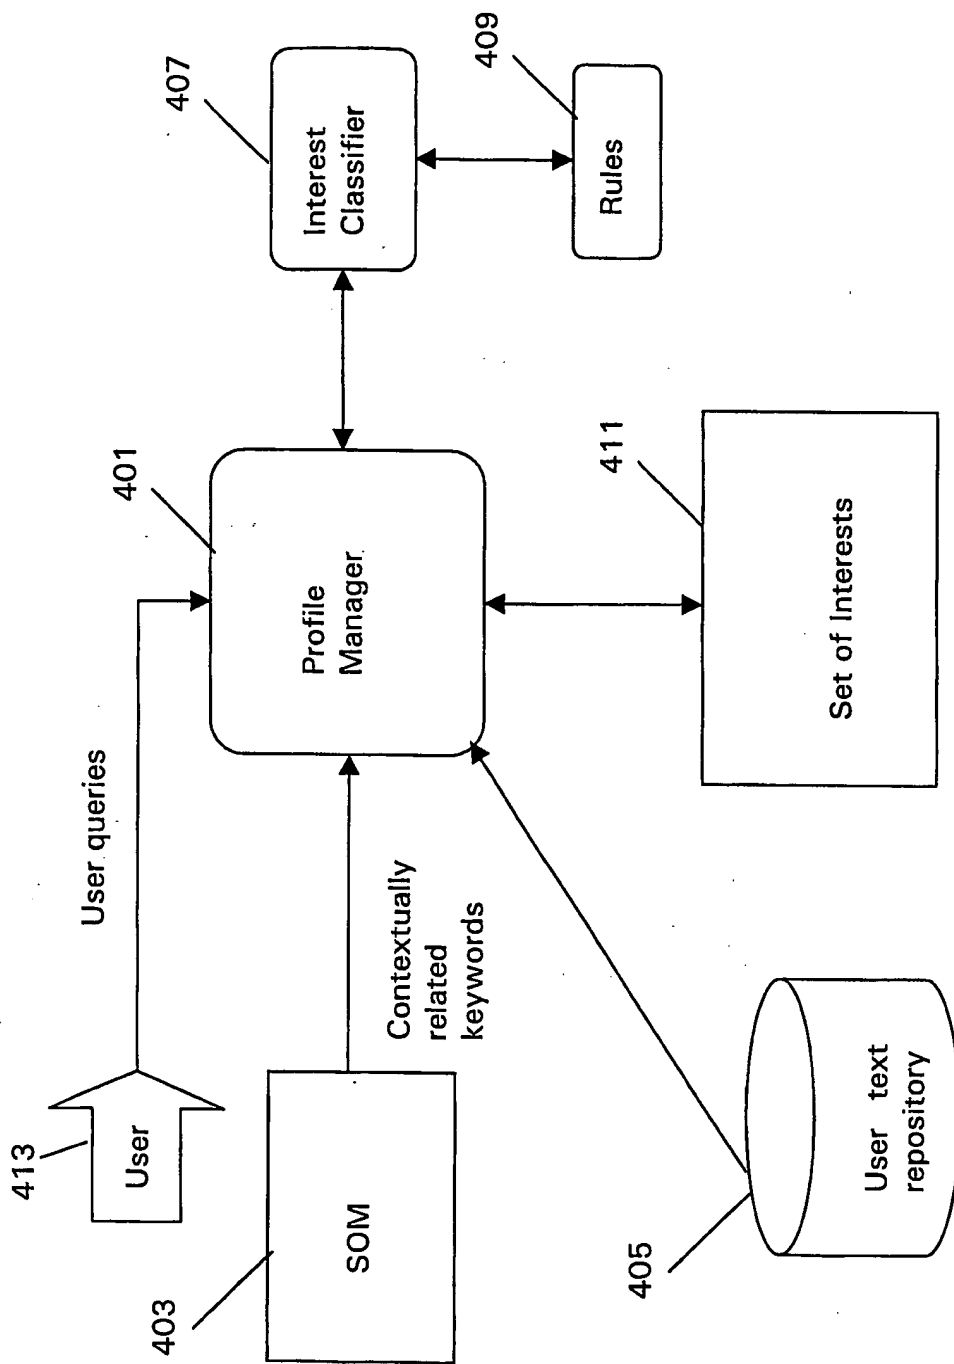 413
User
User queries
401
Profile
Manager
407
Interest
Classifier
409
Rules
403
SOM
Contextually
related
keywords
411
Set of Interests
405
User text
repository